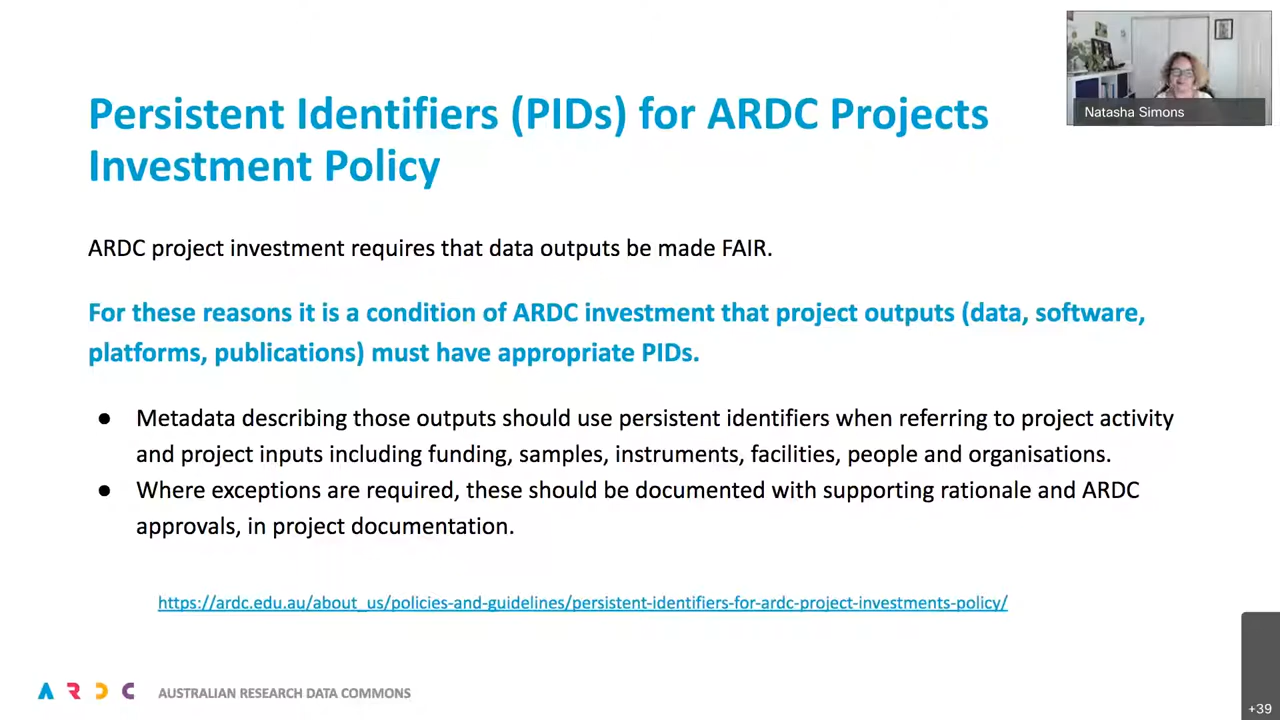 Natasha Simons
Persistent Identifiers (PIDs) for ARDC Projects
Investment Policy
ARDC project investment requires that data outputs be made FAIR.
For these reasons it is a condition of ARDC investment that project outputs (data, software,
platforms, publications) must have appropriate PIDs.
● Metadata describing those outputs should use persistent identifiers when referring to project activity
and project inputs including funding, samples, instruments, facilities, people and organisations.
● Where exceptions are required, these should be documented with supporting rationale and ARDC
approvals, in project documentation.
https://ardc.edu.au/about_us/policies-and-guidelines/persistent-identifiers-for-ardc-project-investments-policy/
ARDC AUSTRALIAN RESEARCH DATA COMMONS
+39